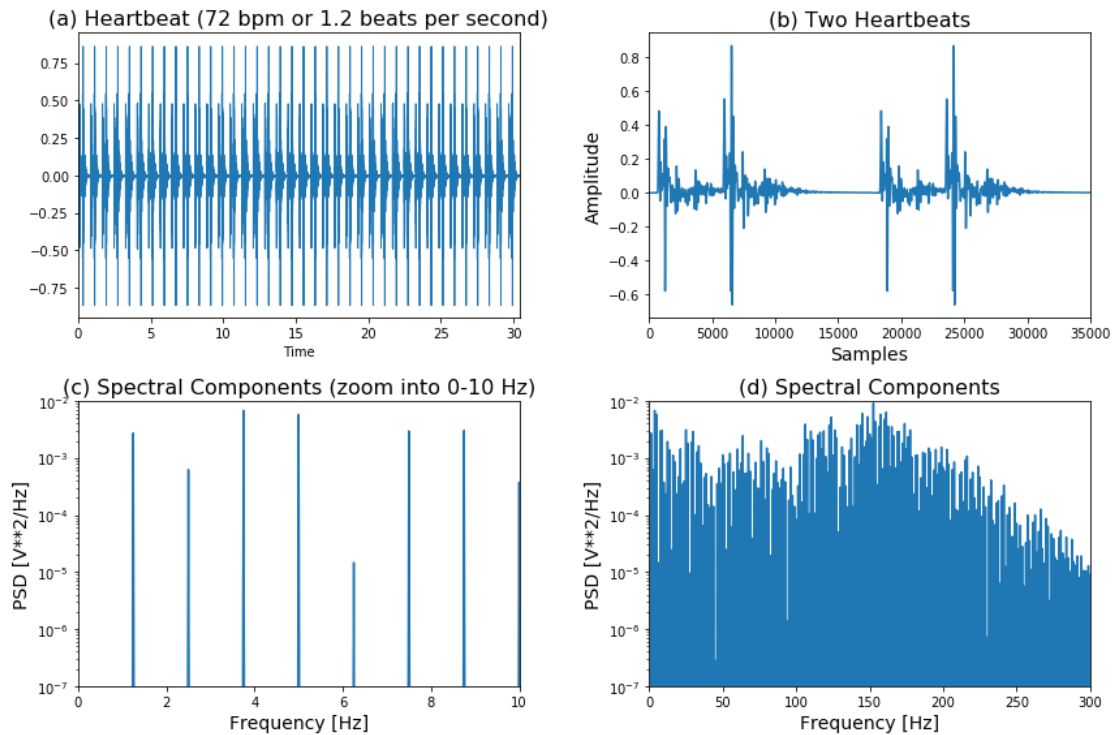 (a) Heartbeat (72 bpm or 1.2 beats per second)
0.75
0.50
0.25
0.00
−0.25
−0.50
−0.75
0 5 10 15 20 25 30
Time
(b) Two Heartbeats
Amplitude
0.8
0.6
0.4
0.2
0.0
−0.2
−0.4
−0.6
0 5000 10000 15000 20000 25000 30000 35000
Samples
(c) Spectral Components (zoom into 0-10 Hz)
PSD [V**2/Hz]
10⁻²
10⁻³
10⁻⁴
10⁻⁵
10⁻⁶
10⁻⁷
0 2 4 6 8 10
Frequency [Hz]
(d) Spectral Components
PSD [V**2/Hz]
10⁻²
10⁻³
10⁻⁴
10⁻⁵
10⁻⁶
10⁻⁷
0 50 100 150 200 250 300
Frequency [Hz]